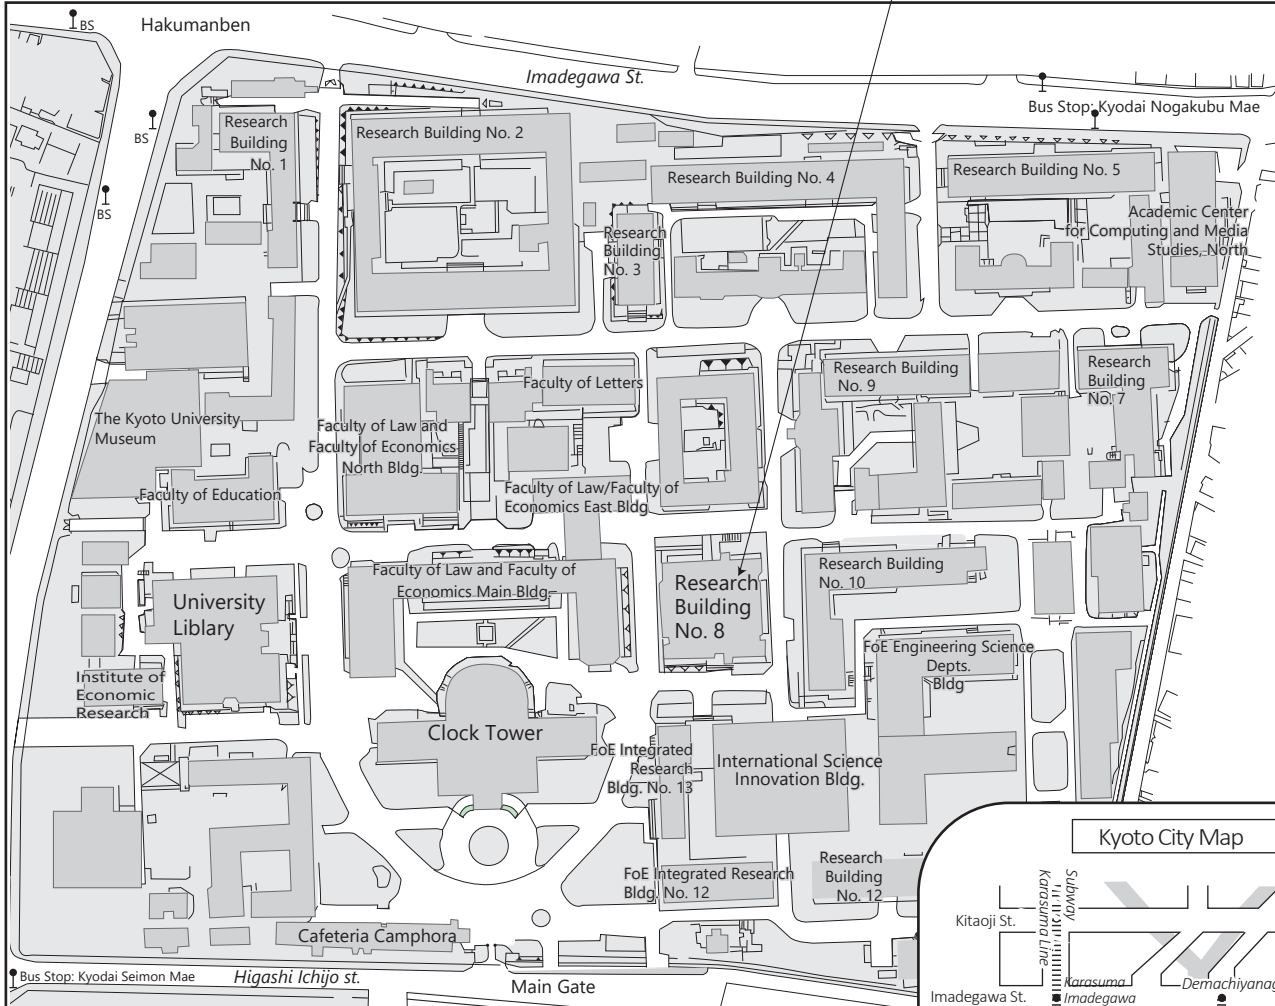 BS
Hakumanben
Imadegawa St.
Bus Stop: Kyodai Nogakubu Mae
BS
BS
Research
Building
No. 1
Research Building No. 2
Research Building No. 4
Research Building No. 5
Research
Building
No. 3
Academic Center
for Computing and Media
Studies, North
The Kyoto University
Museum
Faculty of Education
Faculty of Law and
Faculty of Economics
North Bldg.
Faculty of Letters
Faculty of Law/Faculty of
Economics East Bldg
Research Building
No. 9
Research
Building
No. 7
University
Liblary
Institute of
Economic
Research
Faculty of Law and Faculty of
Economics Main Bldg.
Research
Building
No. 8
Research Building
No. 10
FoE Engineering Science
Depts.
Bldg
Clock Tower
FoE Integrated
Research
Bldg. No. 13
International Science
Innovation Bldg.
FoE Integrated Research
Bldg. No. 12
Research
Building
No. 12
Cafeteria Camphora
Bus Stop: Kyodai Seimon Mae
Higashi Ichijo st.
Main Gate
Kyoto City Map
Subway
Karasuma Line
Kitaoji St.
Imadegawa St.
Karasuma
Imadegawa
Demachiyanag